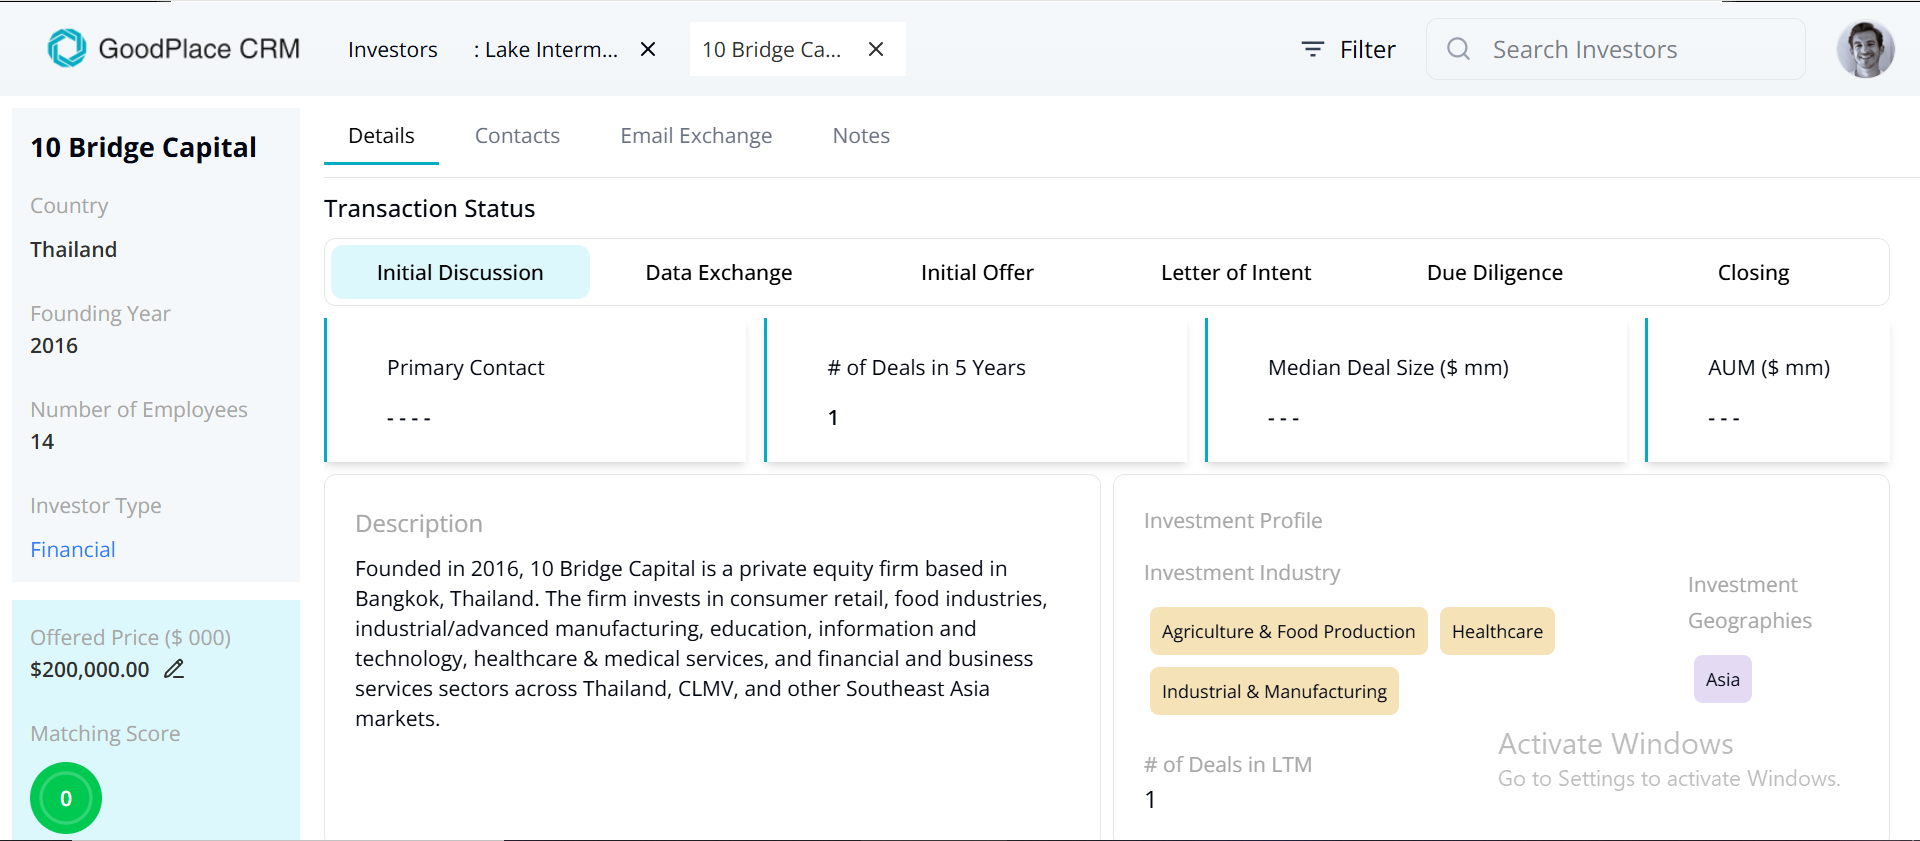 GoodPlace CRM
Investors
: Lake Interm...
10 Bridge Ca...
Filter
Search Investors
10 Bridge Capital
Country
Thailand
Founding Year
2016
Number of Employees
14
Investor Type
Financial
Offered Price ($ 000)
$200,000.00
Matching Score
0
Details
Contacts
Email Exchange
Notes
Transaction Status
Initial Discussion
Data Exchange
Initial Offer
Letter of Intent
Due Diligence
Closing
Primary Contact
- - - -
# of Deals in 5 Years
1
Median Deal Size ($ mm)
- - -
AUM ($ mm)
- - -
Description
Founded in 2016, 10 Bridge Capital is a private equity firm based in
Bangkok, Thailand. The firm invests in consumer retail, food industries,
industrial/advanced manufacturing, education, information and
technology, healthcare & medical services, and financial and business
services sectors across Thailand, CLMV, and other Southeast Asia
markets.
Investment Profile
Investment Industry
Agriculture & Food Production
Healthcare
Industrial & Manufacturing
Investment
Geographies
Asia
# of Deals in LTM
1
Activate Windows
Go to Settings to activate Windows.